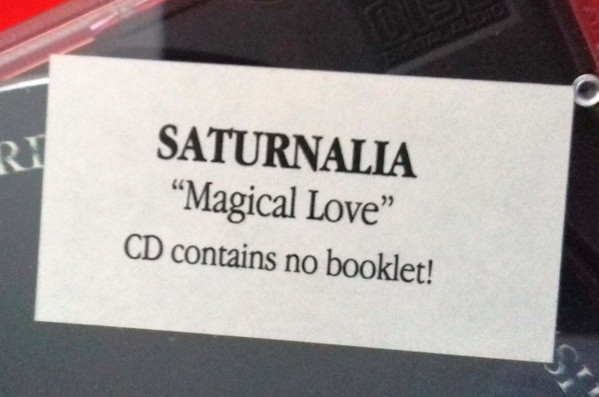 SATURNALIA
“Magical Love”
CD contains no booklet!